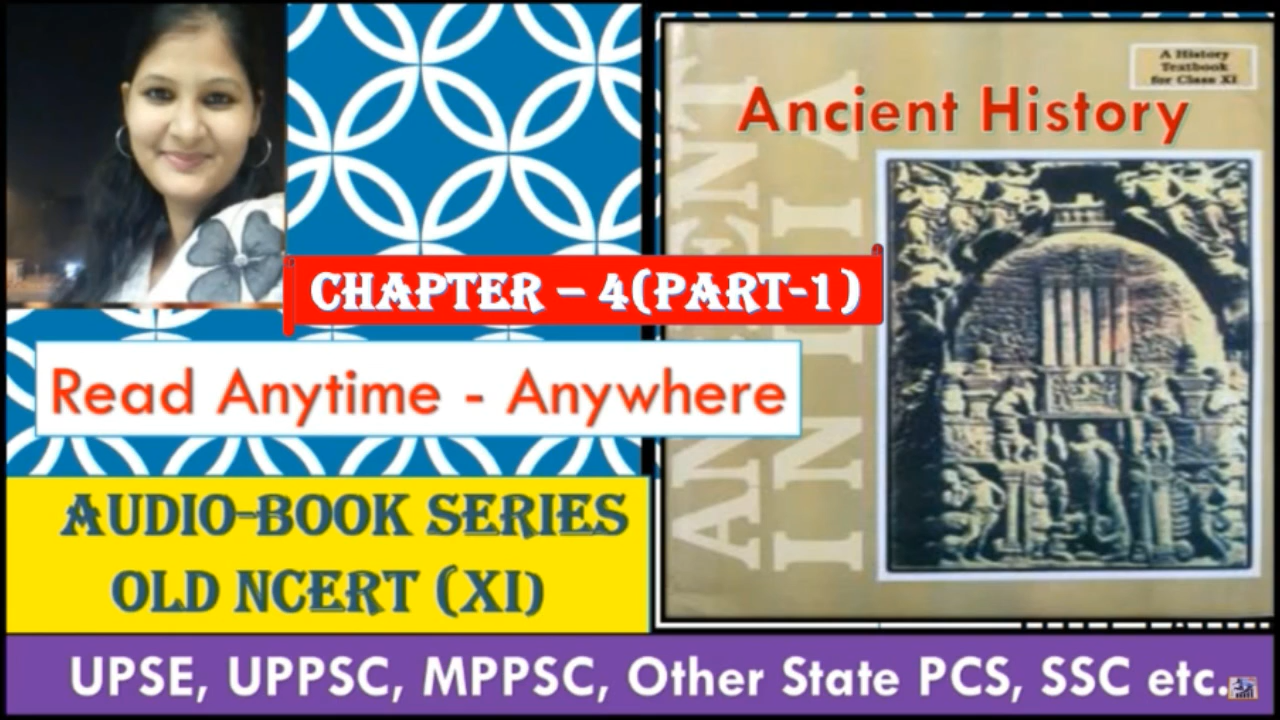 A History
Textbook
for Class XI
Ancient History
ANCIENT
INDIA
CHAPTER – 4(PART-1)
Read Anytime - Anywhere
AUDIO-BOOK SERIES
OLD NCERT (XI)
UPSE, UPPSC, MPPSC, Other State PCS, SSC etc.